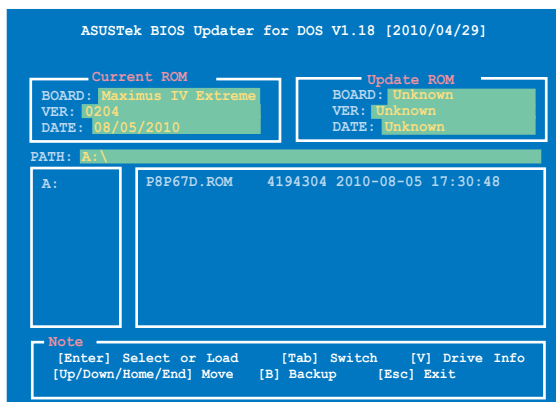 ASUSTek BIOS Updater for DOS V1.18 [2010/04/29]
Current ROM
BOARD: Maximus IV Extreme
VER: 0204
DATE: 08/05/2010
Update ROM
BOARD: Unknown
VER: Unknown
DATE: Unknown
PATH: A:\
A:
P8P67D.ROM 4194304 2010-08-05 17:30:48
Note
[Enter] Select or Load [Tab] Switch [V] Drive Info
[Up/Down/Home/End] Move [B] Backup [Esc] Exit